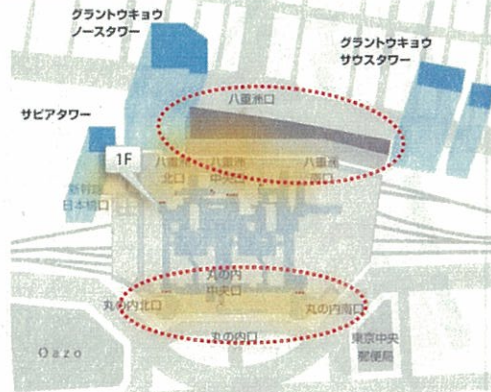 グラントウキョウ
ノースタワー
グラントウキョウ
サウスタワー
サピアタワー
八重洲口
1F
八重洲
北口
八重洲
中央口
八重洲
南口
新幹線
日本橋口
丸の内
中央口
丸の内北口
丸の内南口
丸の内口
Oazo
東京中央
郵便局